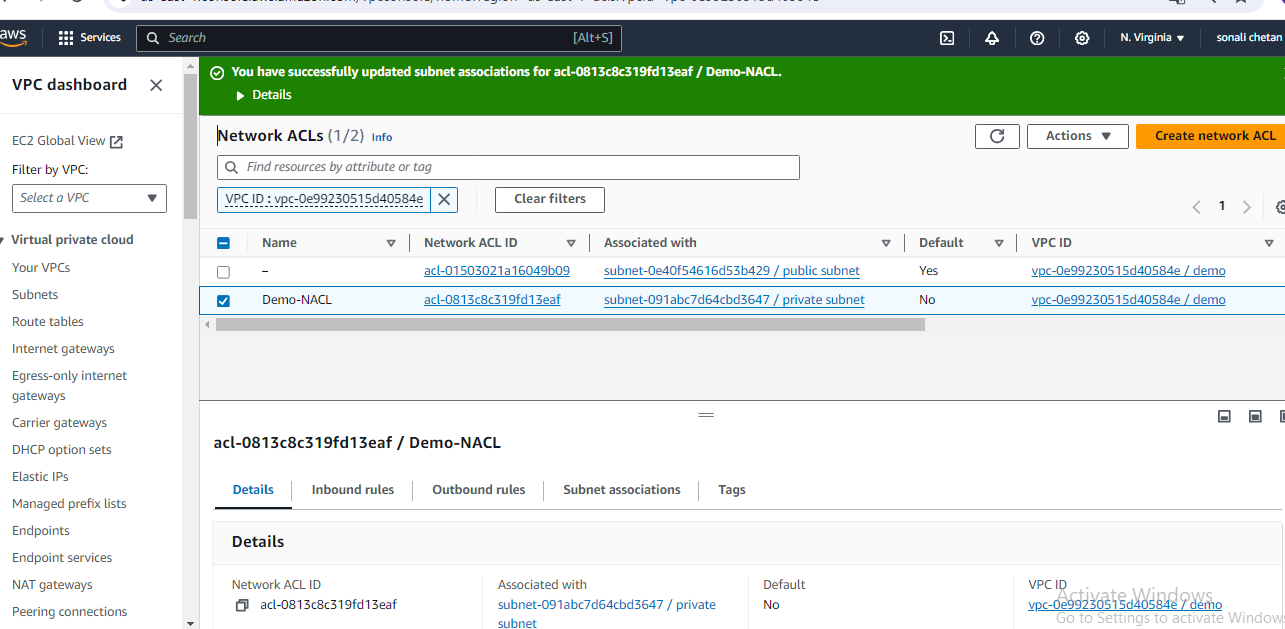 aws
Services
Search
[Alt+S]
N. Virginia
sonali chetan
VPC dashboard
EC2 Global View
Filter by VPC:
Select a VPC
Virtual private cloud
Your VPCs
Subnets
Route tables
Internet gateways
Egress-only internet
gateways
Carrier gateways
DHCP option sets
Elastic IPs
Managed prefix lists
Endpoints
Endpoint services
NAT gateways
Peering connections
You have successfully updated subnet associations for acl-0813c8c319fd13eaf / Demo-NACL.
Details
Network ACLs (1/2) Info
Actions
Create network ACL
Find resources by attribute or tag
VPC ID : vpc-0e99230515d40584e
Clear filters
1
Name Network ACL ID Associated with Default VPC ID
– acl-01503021a16049b09 subnet-0e40f54616d53b429 / public subnet Yes vpc-0e99230515d40584e / demo
Demo-NACL acl-0813c8c319fd13eaf subnet-091abc7d64cbd3647 / private subnet No vpc-0e99230515d40584e / demo
acl-0813c8c319fd13eaf / Demo-NACL
Details Inbound rules Outbound rules Subnet associations Tags
Details
Network ACL ID
acl-0813c8c319fd13eaf
Associated with
subnet-091abc7d64cbd3647 / private
subnet
Default
No
VPC ID
vpc-0e99230515d40584e / demo
Activate Windows
Go to Settings to activate Windows